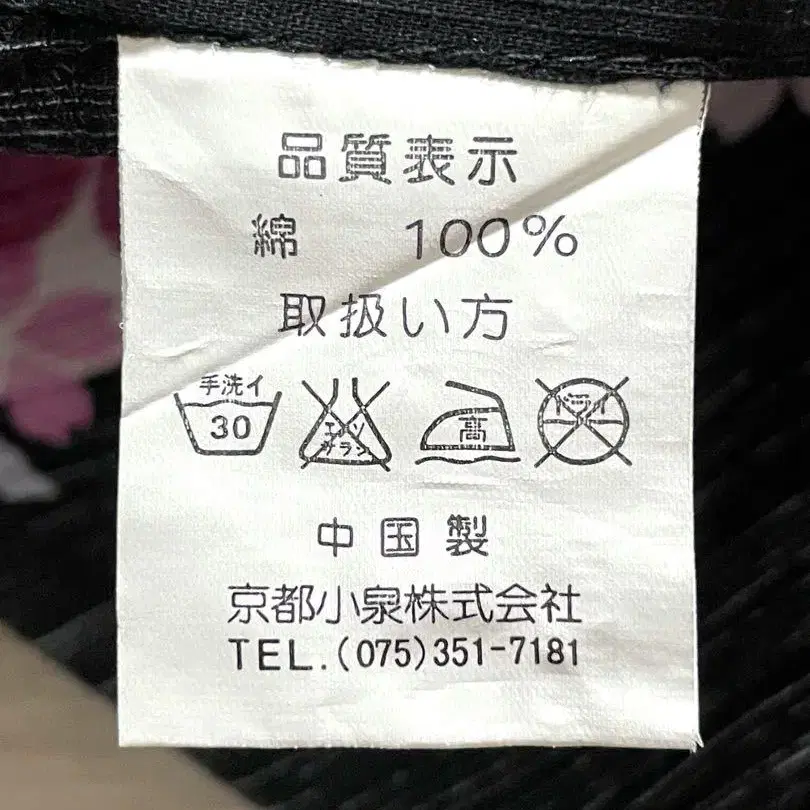 品質表示
綿 100%
取扱い方
手洗イ
30
エンソ
サラシ
高
ドライ
中国製
京都小泉株式会社
TEL.(075)351-7181